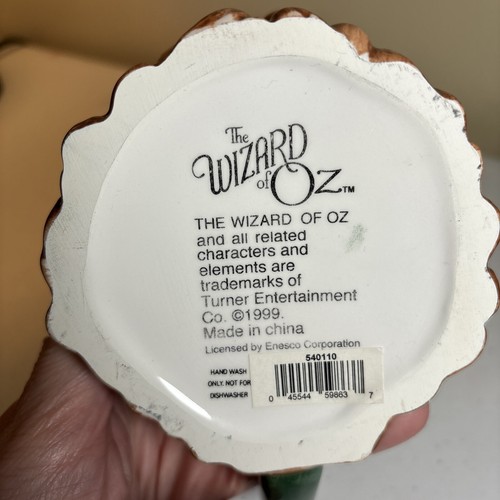 The
WIZARD
of OZ™
THE WIZARD OF OZ
and all related
characters and
elements are
trademarks of
Turner Entertainment
Co. ©1999.
Made in china
Licensed by Enesco Corporation
540110
HAND WASH
ONLY. NOT FOR
DISHWASHER
0 45544 59863 7